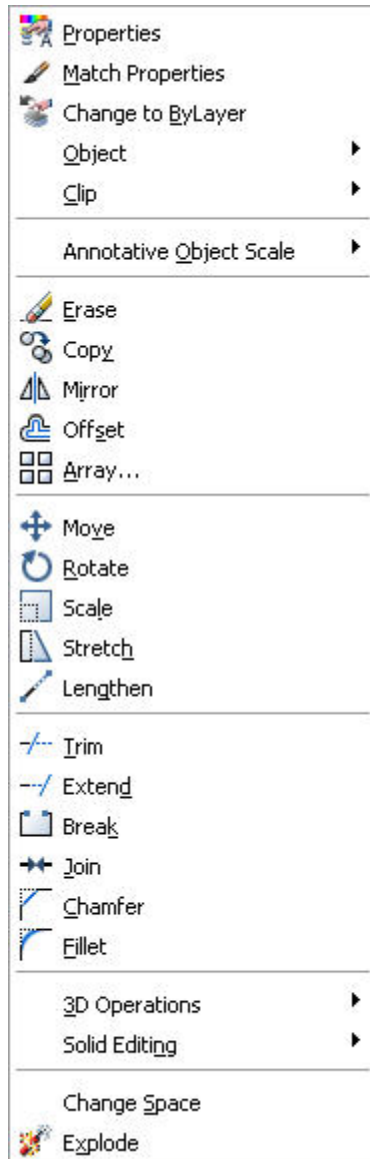 Properties
Match Properties
Change to ByLayer
Object
Clip
Annotative Object Scale
Erase
Copy
Mirror
Offset
Array...
Move
Rotate
Scale
Stretch
Lengthen
Trim
Extend
Break
Join
Chamfer
Fillet
3D Operations
Solid Editing
Change Space
Explode